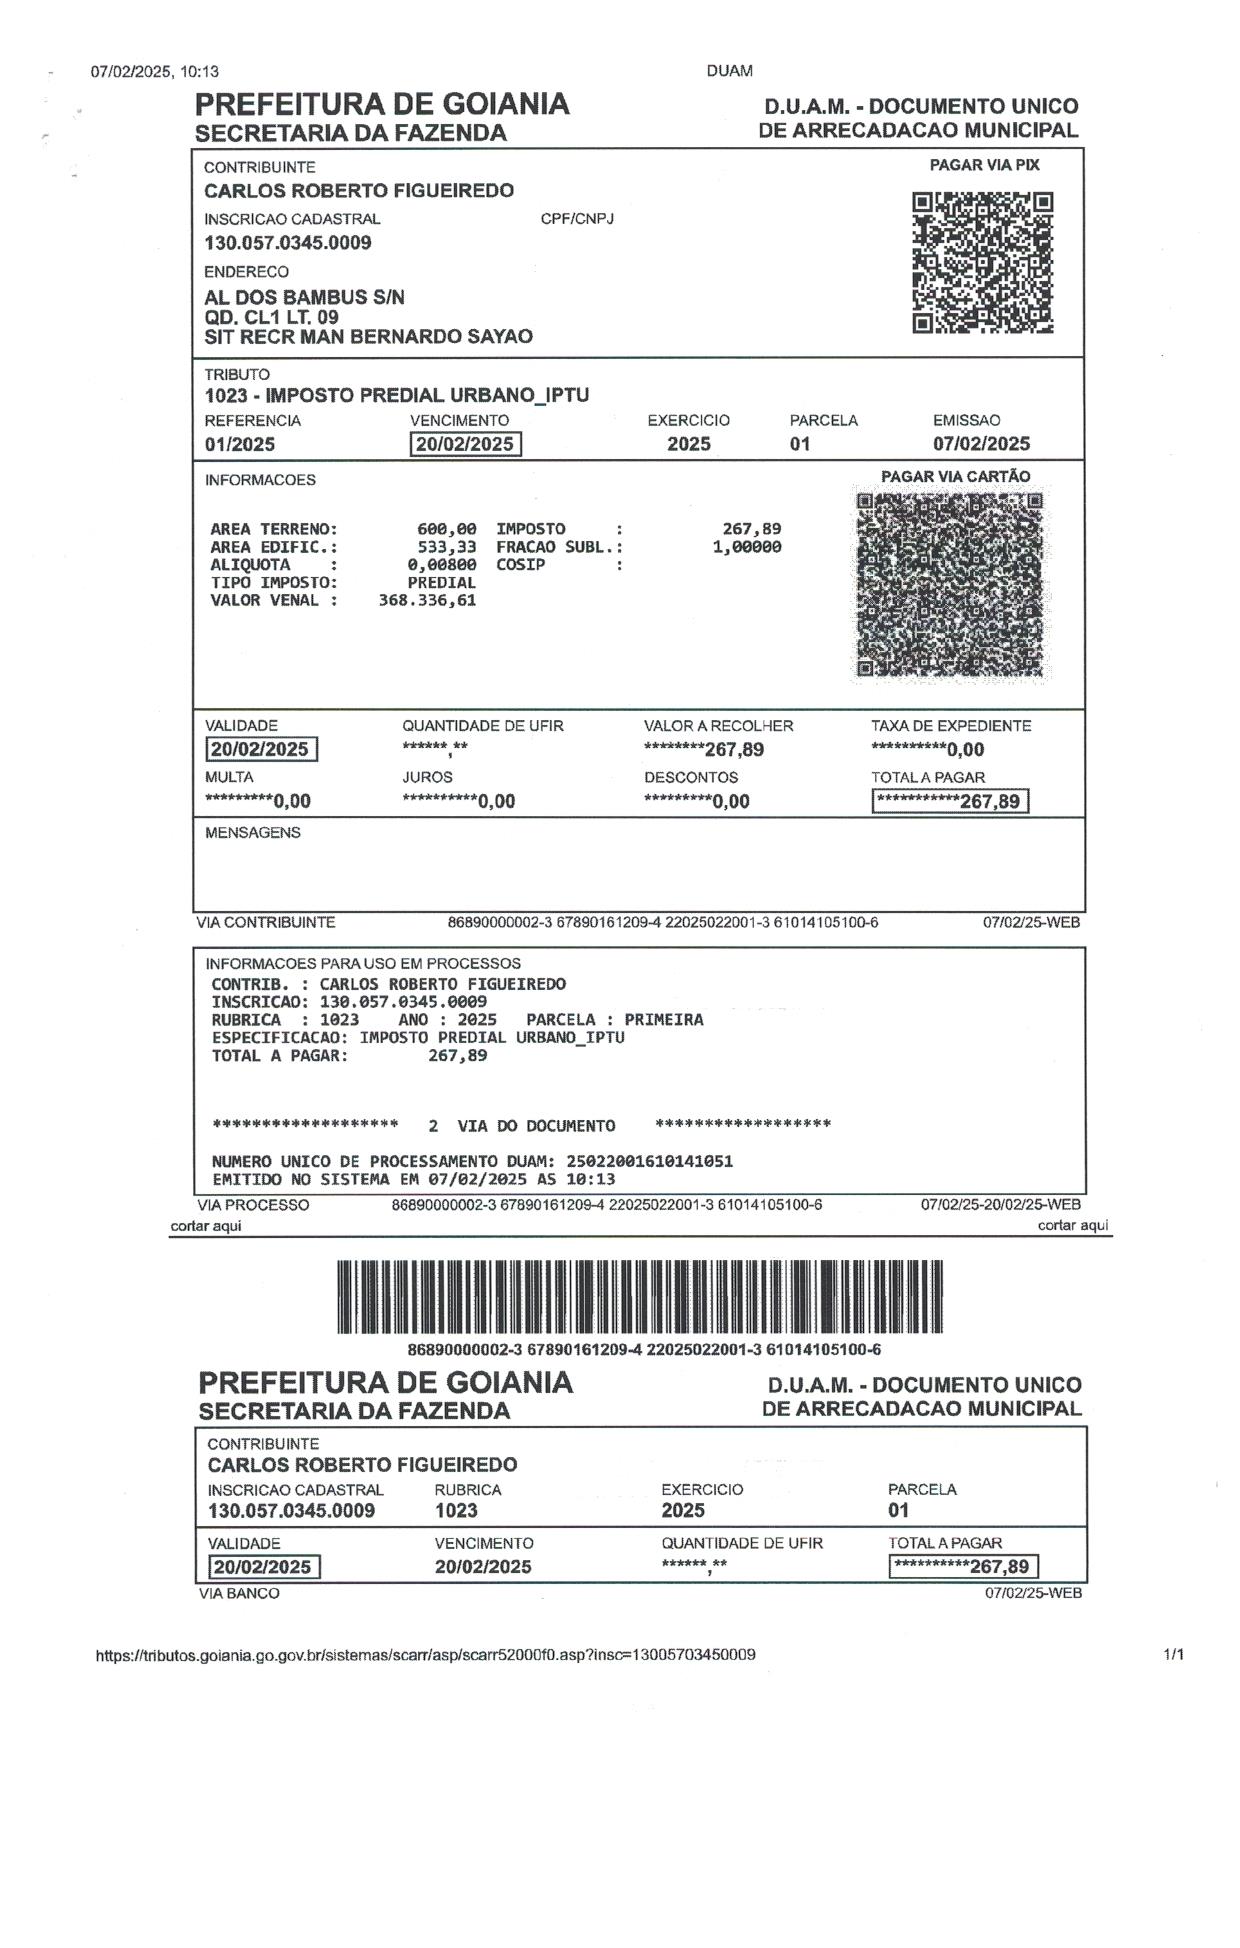 07/02/2025, 10:13 DUAM
PREFEITURA DE GOIANIA D.U.A.M. - DOCUMENTO UNICO
SECRETARIA DA FAZENDA DE ARRECADACAO MUNICIPAL
CONTRIBUINTE PAGAR VIA PIX
CARLOS ROBERTO FIGUEIREDO
INSCRICAO CADASTRAL CPF/CNPJ
130.057.0345.0009
ENDERECO
AL DOS BAMBUS S/N
QD. CL1 LT. 09
SIT RECR MAN BERNARDO SAYAO
TRIBUTO
1023 - IMPOSTO PREDIAL URBANO_IPTU
REFERENCIA VENCIMENTO EXERCICIO PARCELA EMISSAO
01/2025 20/02/2025 2025 01 07/02/2025
INFORMACOES PAGAR VIA CARTÃO
AREA TERRENO: 600,00 IMPOSTO : 267,89
AREA EDIFIC.: 533,33 FRACAO SUBL.: 1,00000
ALIQUOTA : 0,00800 COSIP :
TIPO IMPOSTO: PREDIAL
VALOR VENAL : 368.336,61
VALIDADE QUANTIDADE DE UFIR VALOR A RECOLHER TAXA DE EXPEDIENTE
20/02/2025 ******,** ********267,89 **********0,00
MULTA JUROS DESCONTOS TOTAL A PAGAR
*********0,00 **********0,00 *********0,00 ***********267,89
MENSAGENS
VIA CONTRIBUINTE 86890000002-3 67890161209-4 22025022001-3 61014105100-6 07/02/25-WEB
INFORMACOES PARA USO EM PROCESSOS
CONTRIB. : CARLOS ROBERTO FIGUEIREDO
INSCRICAO: 130.057.0345.0009
RUBRICA : 1023 ANO : 2025 PARCELA : PRIMEIRA
ESPECIFICACAO: IMPOSTO PREDIAL URBANO_IPTU
TOTAL A PAGAR: 267,89
******************* 2 VIA DO DOCUMENTO ******************
NUMERO UNICO DE PROCESSAMENTO DUAM: 25022001610141051
EMITIDO NO SISTEMA EM 07/02/2025 AS 10:13
VIA PROCESSO 86890000002-3 67890161209-4 22025022001-3 61014105100-6 07/02/25-20/02/25-WEB
cortar aqui cortar aqui
86890000002-3 67890161209-4 22025022001-3 61014105100-6
PREFEITURA DE GOIANIA D.U.A.M. - DOCUMENTO UNICO
SECRETARIA DA FAZENDA DE ARRECADACAO MUNICIPAL
CONTRIBUINTE
CARLOS ROBERTO FIGUEIREDO
INSCRICAO CADASTRAL RUBRICA EXERCICIO PARCELA
130.057.0345.0009 1023 2025 01
VALIDADE VENCIMENTO QUANTIDADE DE UFIR TOTAL A PAGAR
20/02/2025 20/02/2025 ******,** **********267,89
VIA BANCO 07/02/25-WEB
https://tributos.goiania.go.gov.br/sistemas/scarr/asp/scarr52000f0.asp?insc=13005703450009 1/1